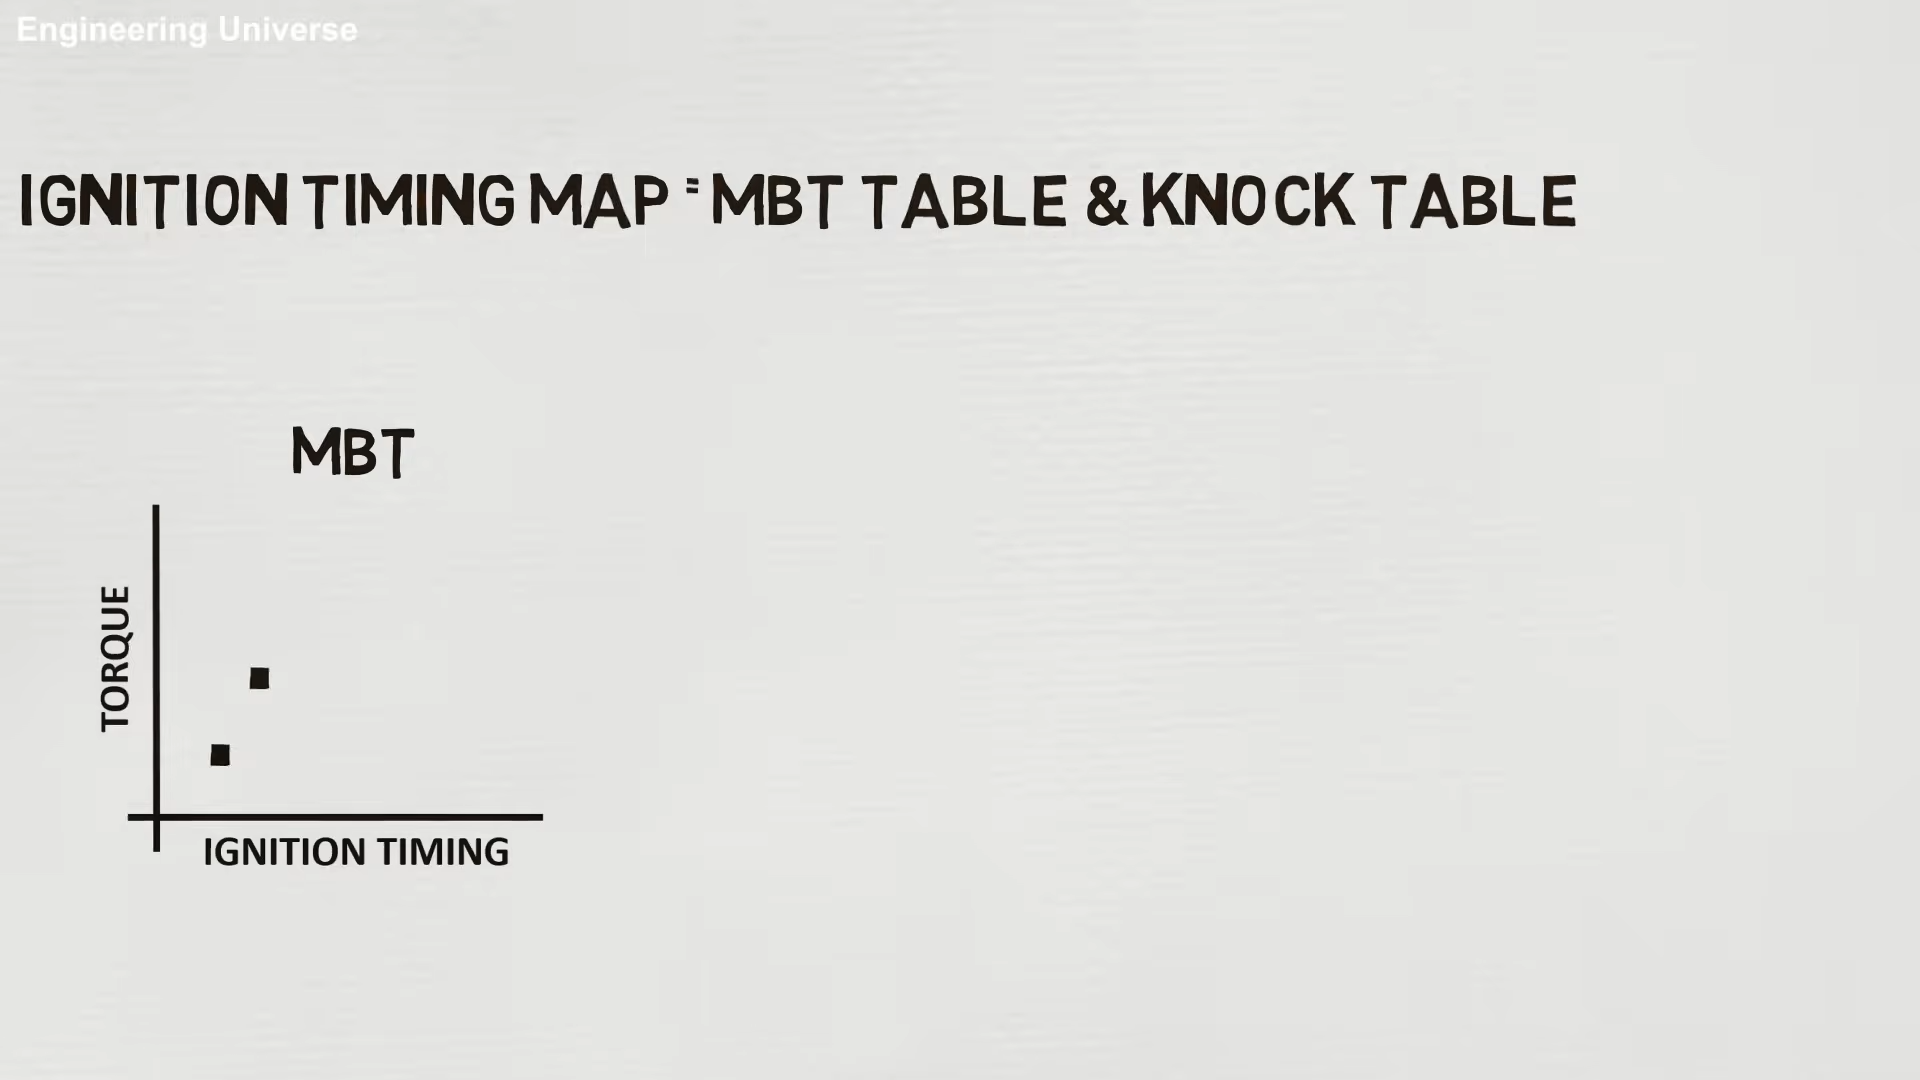 Engineering Universe
IGNITION TIMING MAP = MBT TABLE & KNOCK TABLE
MBT
TORQUE
IGNITION TIMING